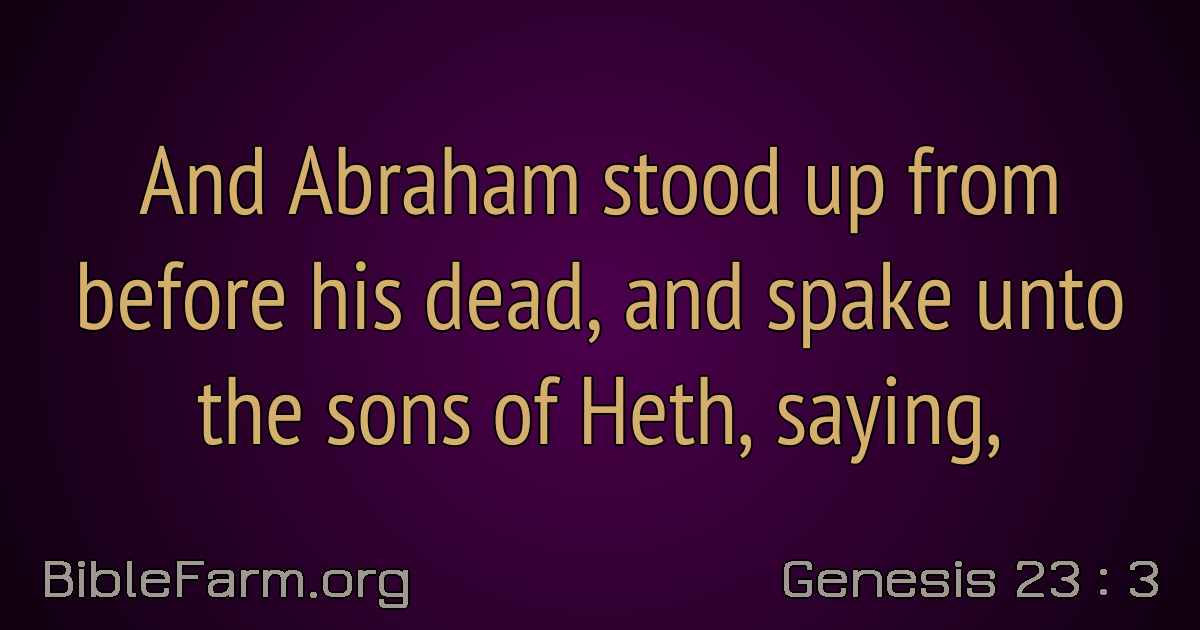 And Abraham stood up from
before his dead, and spake unto
the sons of Heth, saying,
BibleFarm.org
Genesis 23 : 3